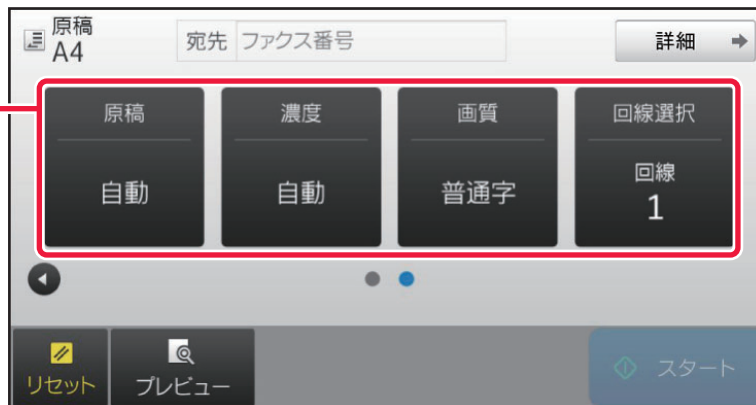 原稿
A4
宛先 ファクス番号
詳細
原稿 濃度 画質 回線選択
自動 自動 普通字 回線
1
リセット プレビュー スタート